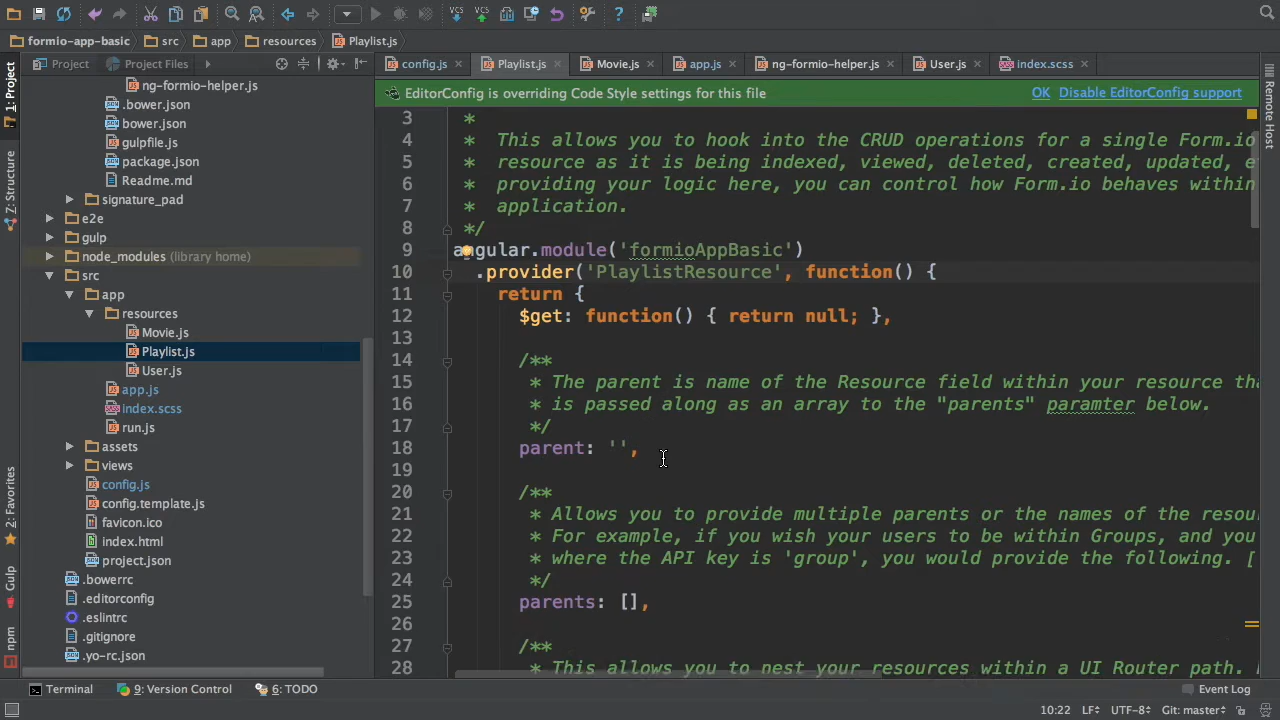 formio-app-basic src app resources Playlist.js
Project Project Files
config.js Playlist.js Movie.js app.js ng-formio-helper.js User.js index.scss
EditorConfig is overriding Code Style settings for this file OK Disable EditorConfig support
1: Project
Z: Structure
2: Favorites
Gulp
npm
Remote Host
ng-formio-helper.js
.bower.json
bower.json
gulpfile.js
package.json
Readme.md
signature_pad
e2e
gulp
node_modules (library home)
src
app
resources
Movie.js
Playlist.js
User.js
app.js
index.scss
run.js
assets
views
config.js
config.template.js
favicon.ico
index.html
project.json
.bowerrc
.editorconfig
.eslintrc
.gitignore
.yo-rc.json
3 *
4 * This allows you to hook into the CRUD operations for a single Form.io
5 * resource as it is being indexed, viewed, deleted, created, updated, e
6 * providing your logic here, you can control how Form.io behaves within
7 * application.
8 */
9 angular.module('formioAppBasic')
10 .provider('PlaylistResource', function() {
11 return {
12 $get: function() { return null; },
13
14 /**
15 * The parent is name of the Resource field within your resource tha
16 * is passed along as an array to the "parents" paramter below.
17 */
18 parent: '',
19
20 /**
21 * Allows you to provide multiple parents or the names of the resou
22 * For example, if you wish your users to be within Groups, and you
23 * where the API key is 'group', you would provide the following. [
24 */
25 parents: [],
26
27 /**
28 * This allows you to nest your resources within a UI Router path.
Terminal 9: Version Control 6: TODO Event Log
10:22 LF UTF-8 Git: master